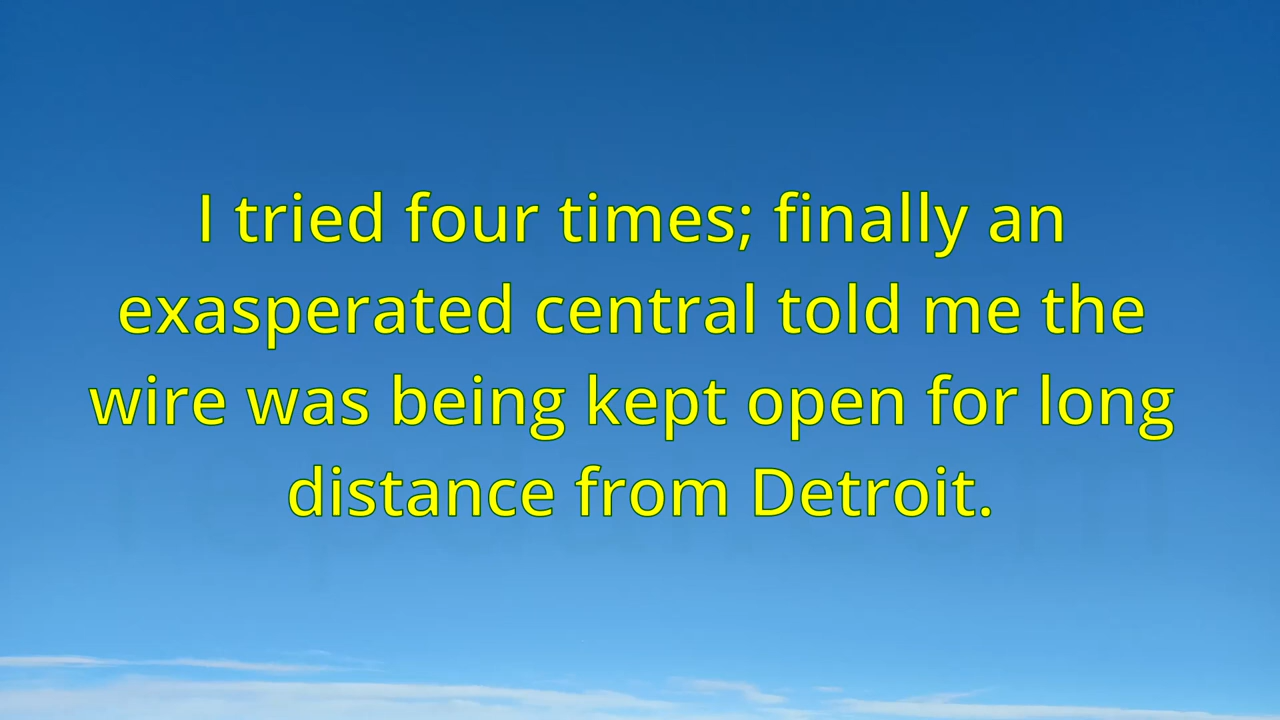 I tried four times; finally an
exasperated central told me the
wire was being kept open for long
distance from Detroit.